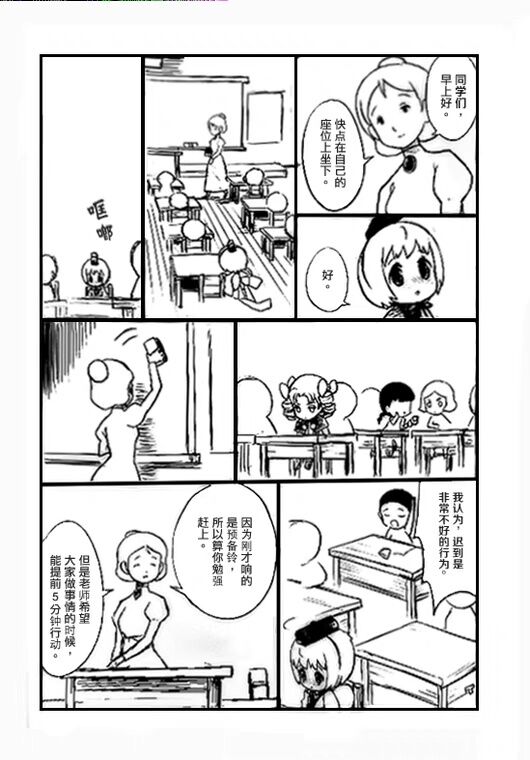 同学们，
早上好。
快点在自己的
座位上坐下。
好。
哐
啷
我认为，迟到是
非常不好的行为。
因为刚才响的
是预备铃，
所以算你勉强
赶上。
但是老师希望
大家做事情的时候，
能提前5分钟行动。